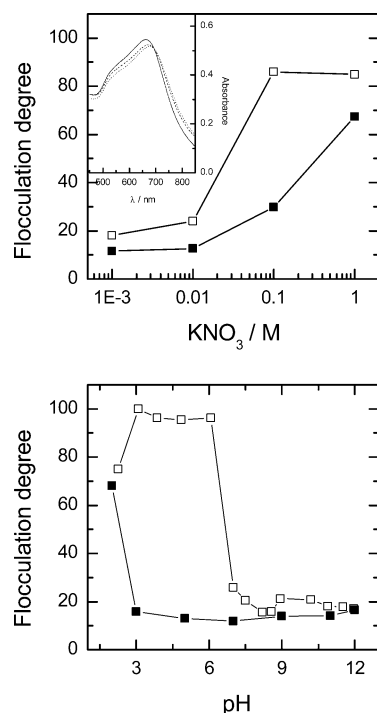 100
80
60
40
20
0
Flocculation degree
0.6
0.4
0.2
0.0
Absorbance
500 600 700 800
λ / nm
1E-3 0.01 0.1 1
KNO₃ / M
100
80
60
40
20
0
Flocculation degree
3 6 9 12
pH